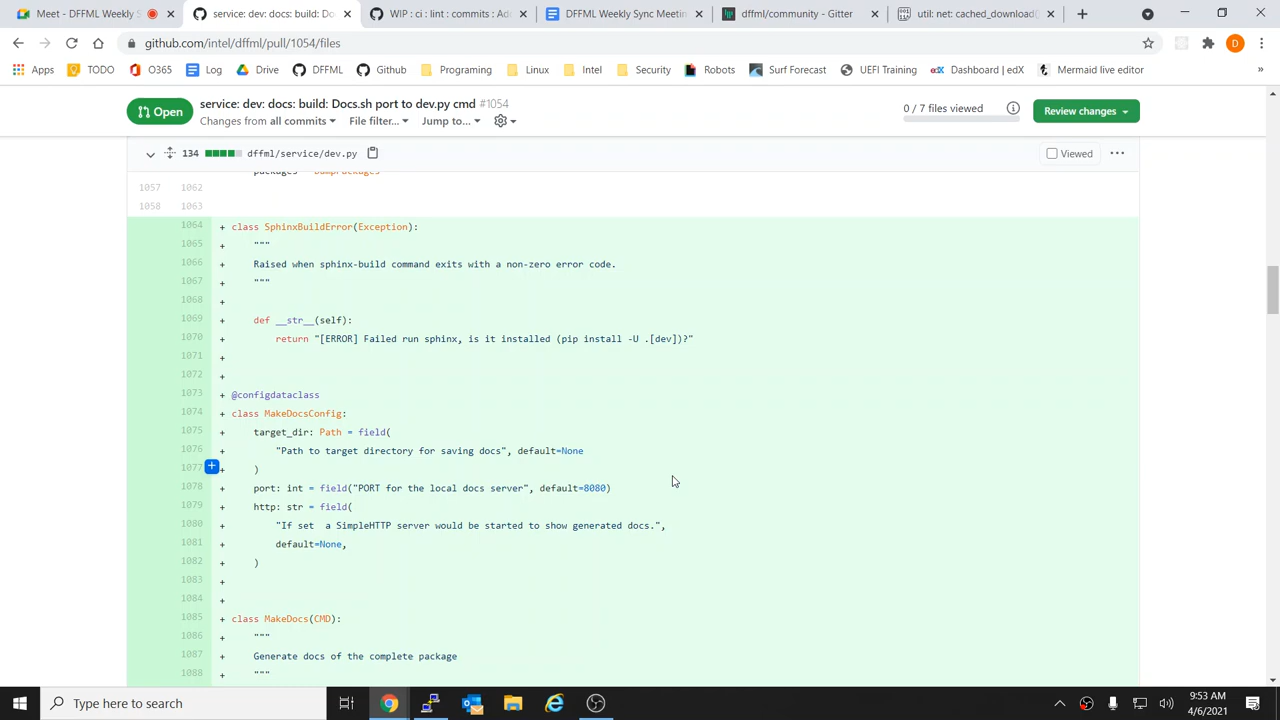 Meet - DFFML Weekly S
service: dev: docs: build: Do
WIP : ci : lint : commits : Ad
DFFML Weekly Sync Meetin
dffml/community - Gitter
util: net: cached_download(
github.com/intel/dffml/pull/1054/files
D
Apps
TODO
O365
Log
Drive
DFFML
Github
Programing
Linux
Intel
Security
Robots
Surf Forecast
UEFI Training
edX Dashboard | edX
Mermaid live editor
»
Open
service: dev: docs: build: Docs.sh port to dev.py cmd #1054
Changes from all commits
File filter...
Jump to...
0 / 7 files viewed
Review changes
134 dffml/service/dev.py
Viewed
packages = DumpPackages
1057 1062
1058 1063
1064 + class SphinxBuildError(Exception):
1065 + """
1066 + Raised when sphinx-build command exits with a non-zero error code.
1067 + """
1068 +
1069 + def __str__(self):
1070 + return "[ERROR] Failed run sphinx, is it installed (pip install -U .[dev])?"
1071 +
1072 +
1073 + @configdataclass
1074 + class MakeDocsConfig:
1075 + target_dir: Path = field(
1076 + "Path to target directory for saving docs", default=None
1077 + )
1078 + port: int = field("PORT for the local docs server", default=8080)
1079 + http: str = field(
1080 + "If set  a SimpleHTTP server would be started to show generated docs.",
1081 + default=None,
1082 + )
1083 +
1084 +
1085 + class MakeDocs(CMD):
1086 + """
1087 + Generate docs of the complete package
1088 + """
Type here to search
9:53 AM
4/6/2021